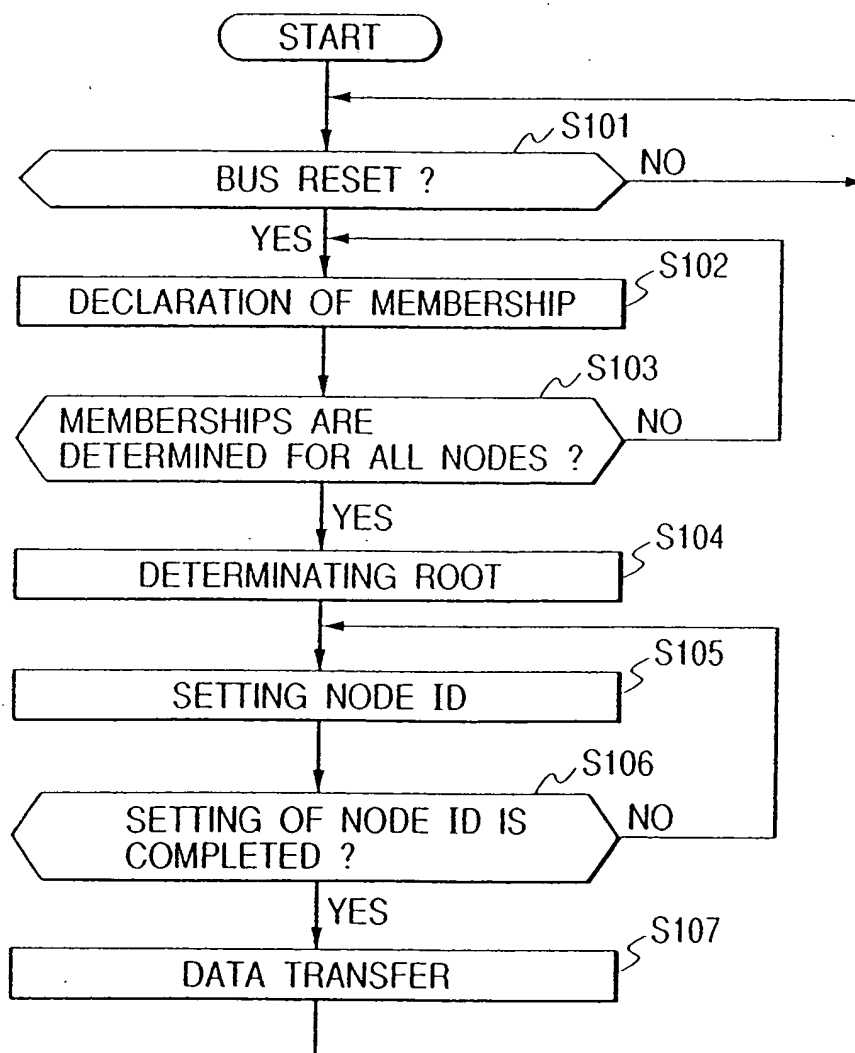 START
S101
BUS RESET ?
NO
YES
S102
DECLARATION OF MEMBERSHIP
S103
MEMBERSHIPS ARE
DETERMINED FOR ALL NODES ?
NO
YES
S104
DETERMINATING ROOT
S105
SETTING NODE ID
S106
SETTING OF NODE ID IS
COMPLETED ?
NO
YES
S107
DATA TRANSFER